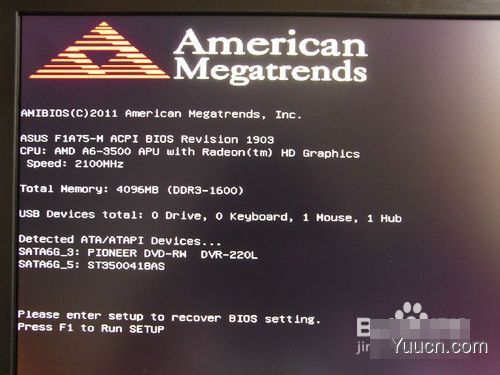 American
Megatrends
AMIBIOS(C)2011 American Megatrends, Inc.
ASUS F1A75-M ACPI BIOS Revision 1903
CPU: AMD A6-3500 APU with Radeon(tm) HD Graphics
Speed: 2100MHz
Total Memory: 4096MB (DDR3-1600)
USB Devices total: 0 Drive, 0 Keyboard, 1 Mouse, 1 Hub
Detected ATA/ATAPI Devices...
SATA6G_3: PIONEER DVD-RW  DVR-220L
SATA6G_5: ST3500418AS
Please enter setup to recover BIOS setting.
Press F1 to Run SETUP
Yuucn.com